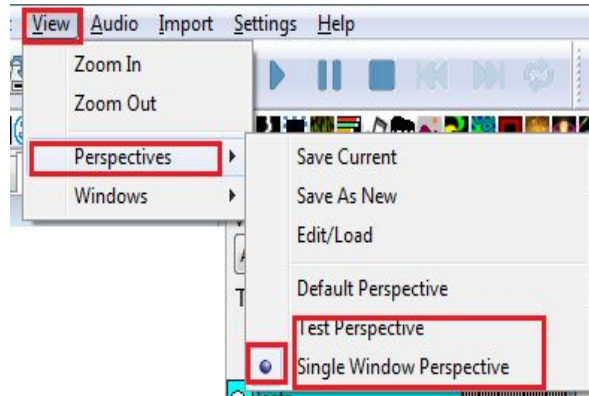 View Audio Import Settings Help
Zoom In
Zoom Out
Perspectives
Windows
Save Current
Save As New
Edit/Load
Default Perspective
Test Perspective
Single Window Perspective